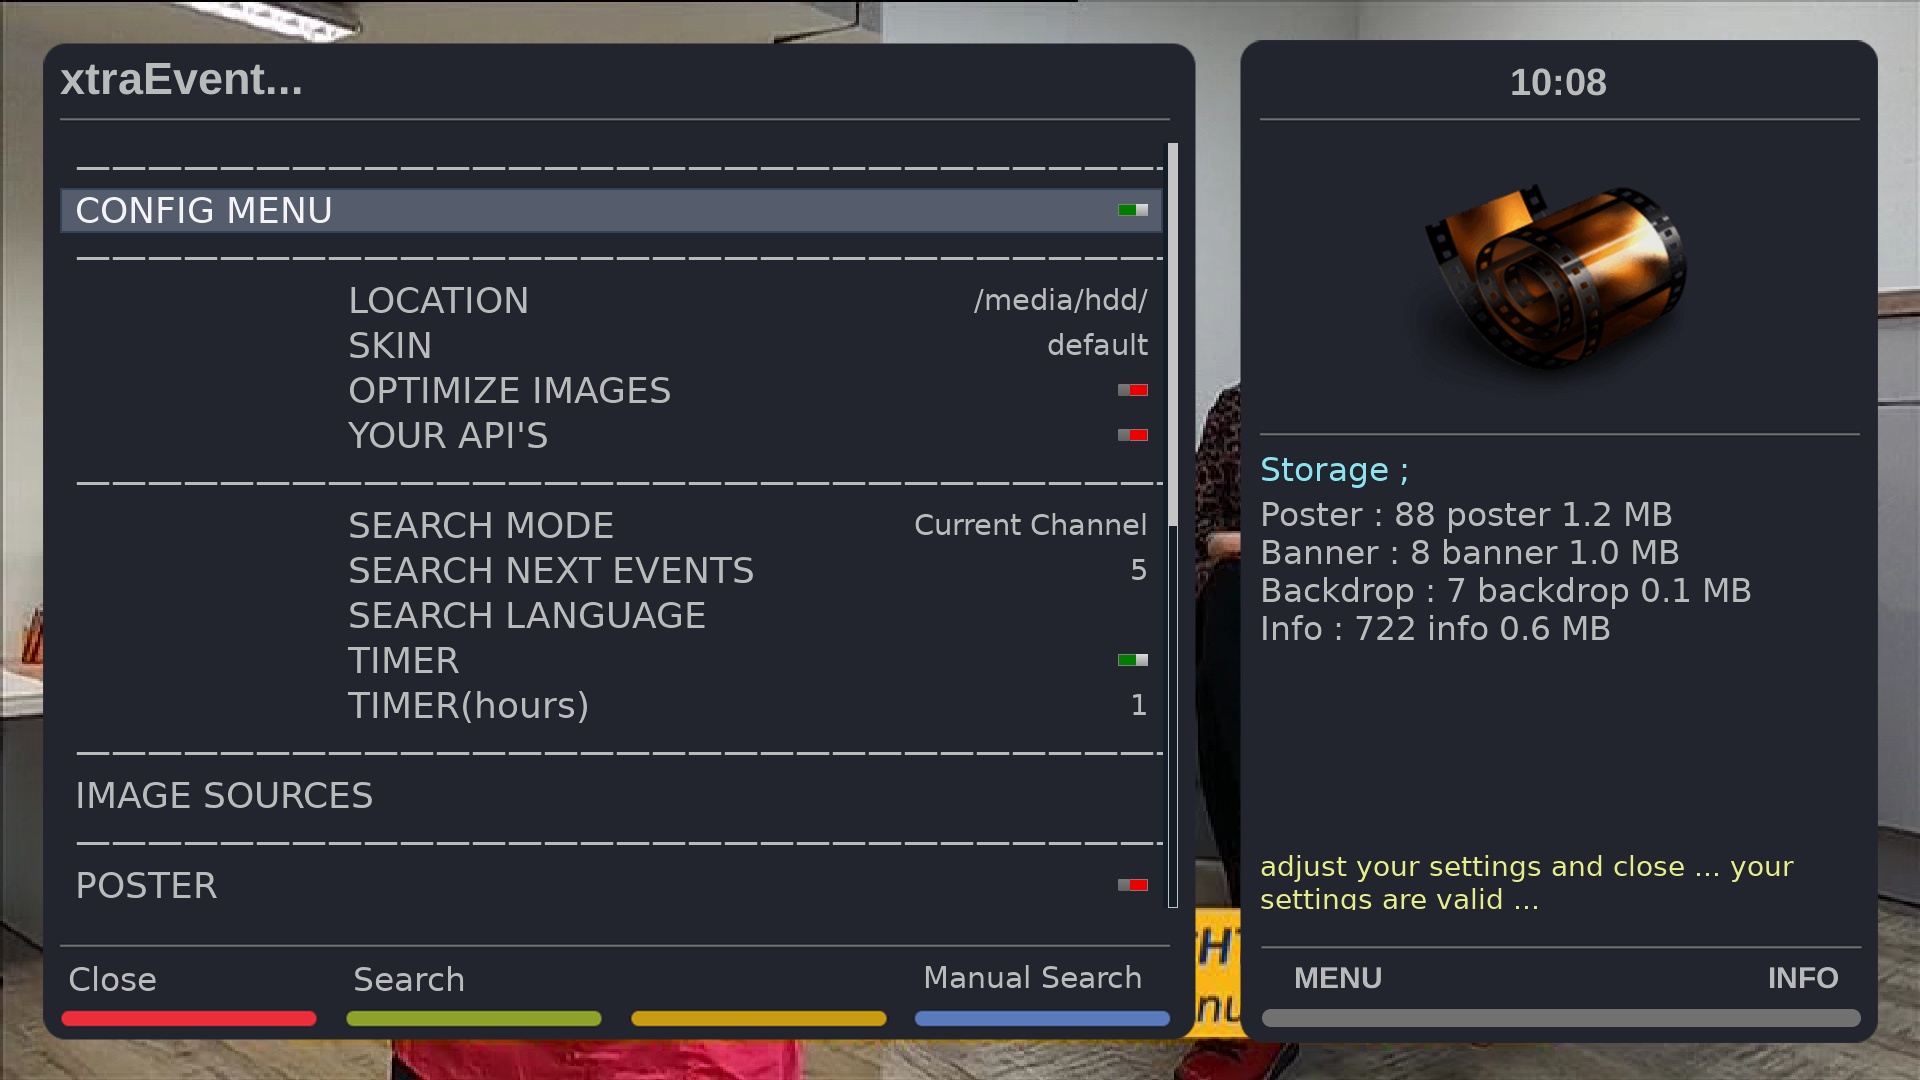 xtraEvent...
CONFIG MENU
LOCATION /media/hdd/
SKIN default
OPTIMIZE IMAGES
YOUR API'S
SEARCH MODE Current Channel
SEARCH NEXT EVENTS 5
SEARCH LANGUAGE
TIMER
TIMER(hours) 1
IMAGE SOURCES
POSTER
Close Search Manual Search
10:08
Storage ;
Poster : 88 poster 1.2 MB
Banner : 8 banner 1.0 MB
Backdrop : 7 backdrop 0.1 MB
Info : 722 info 0.6 MB
adjust your settings and close ... your
settings are valid ...
MENU INFO